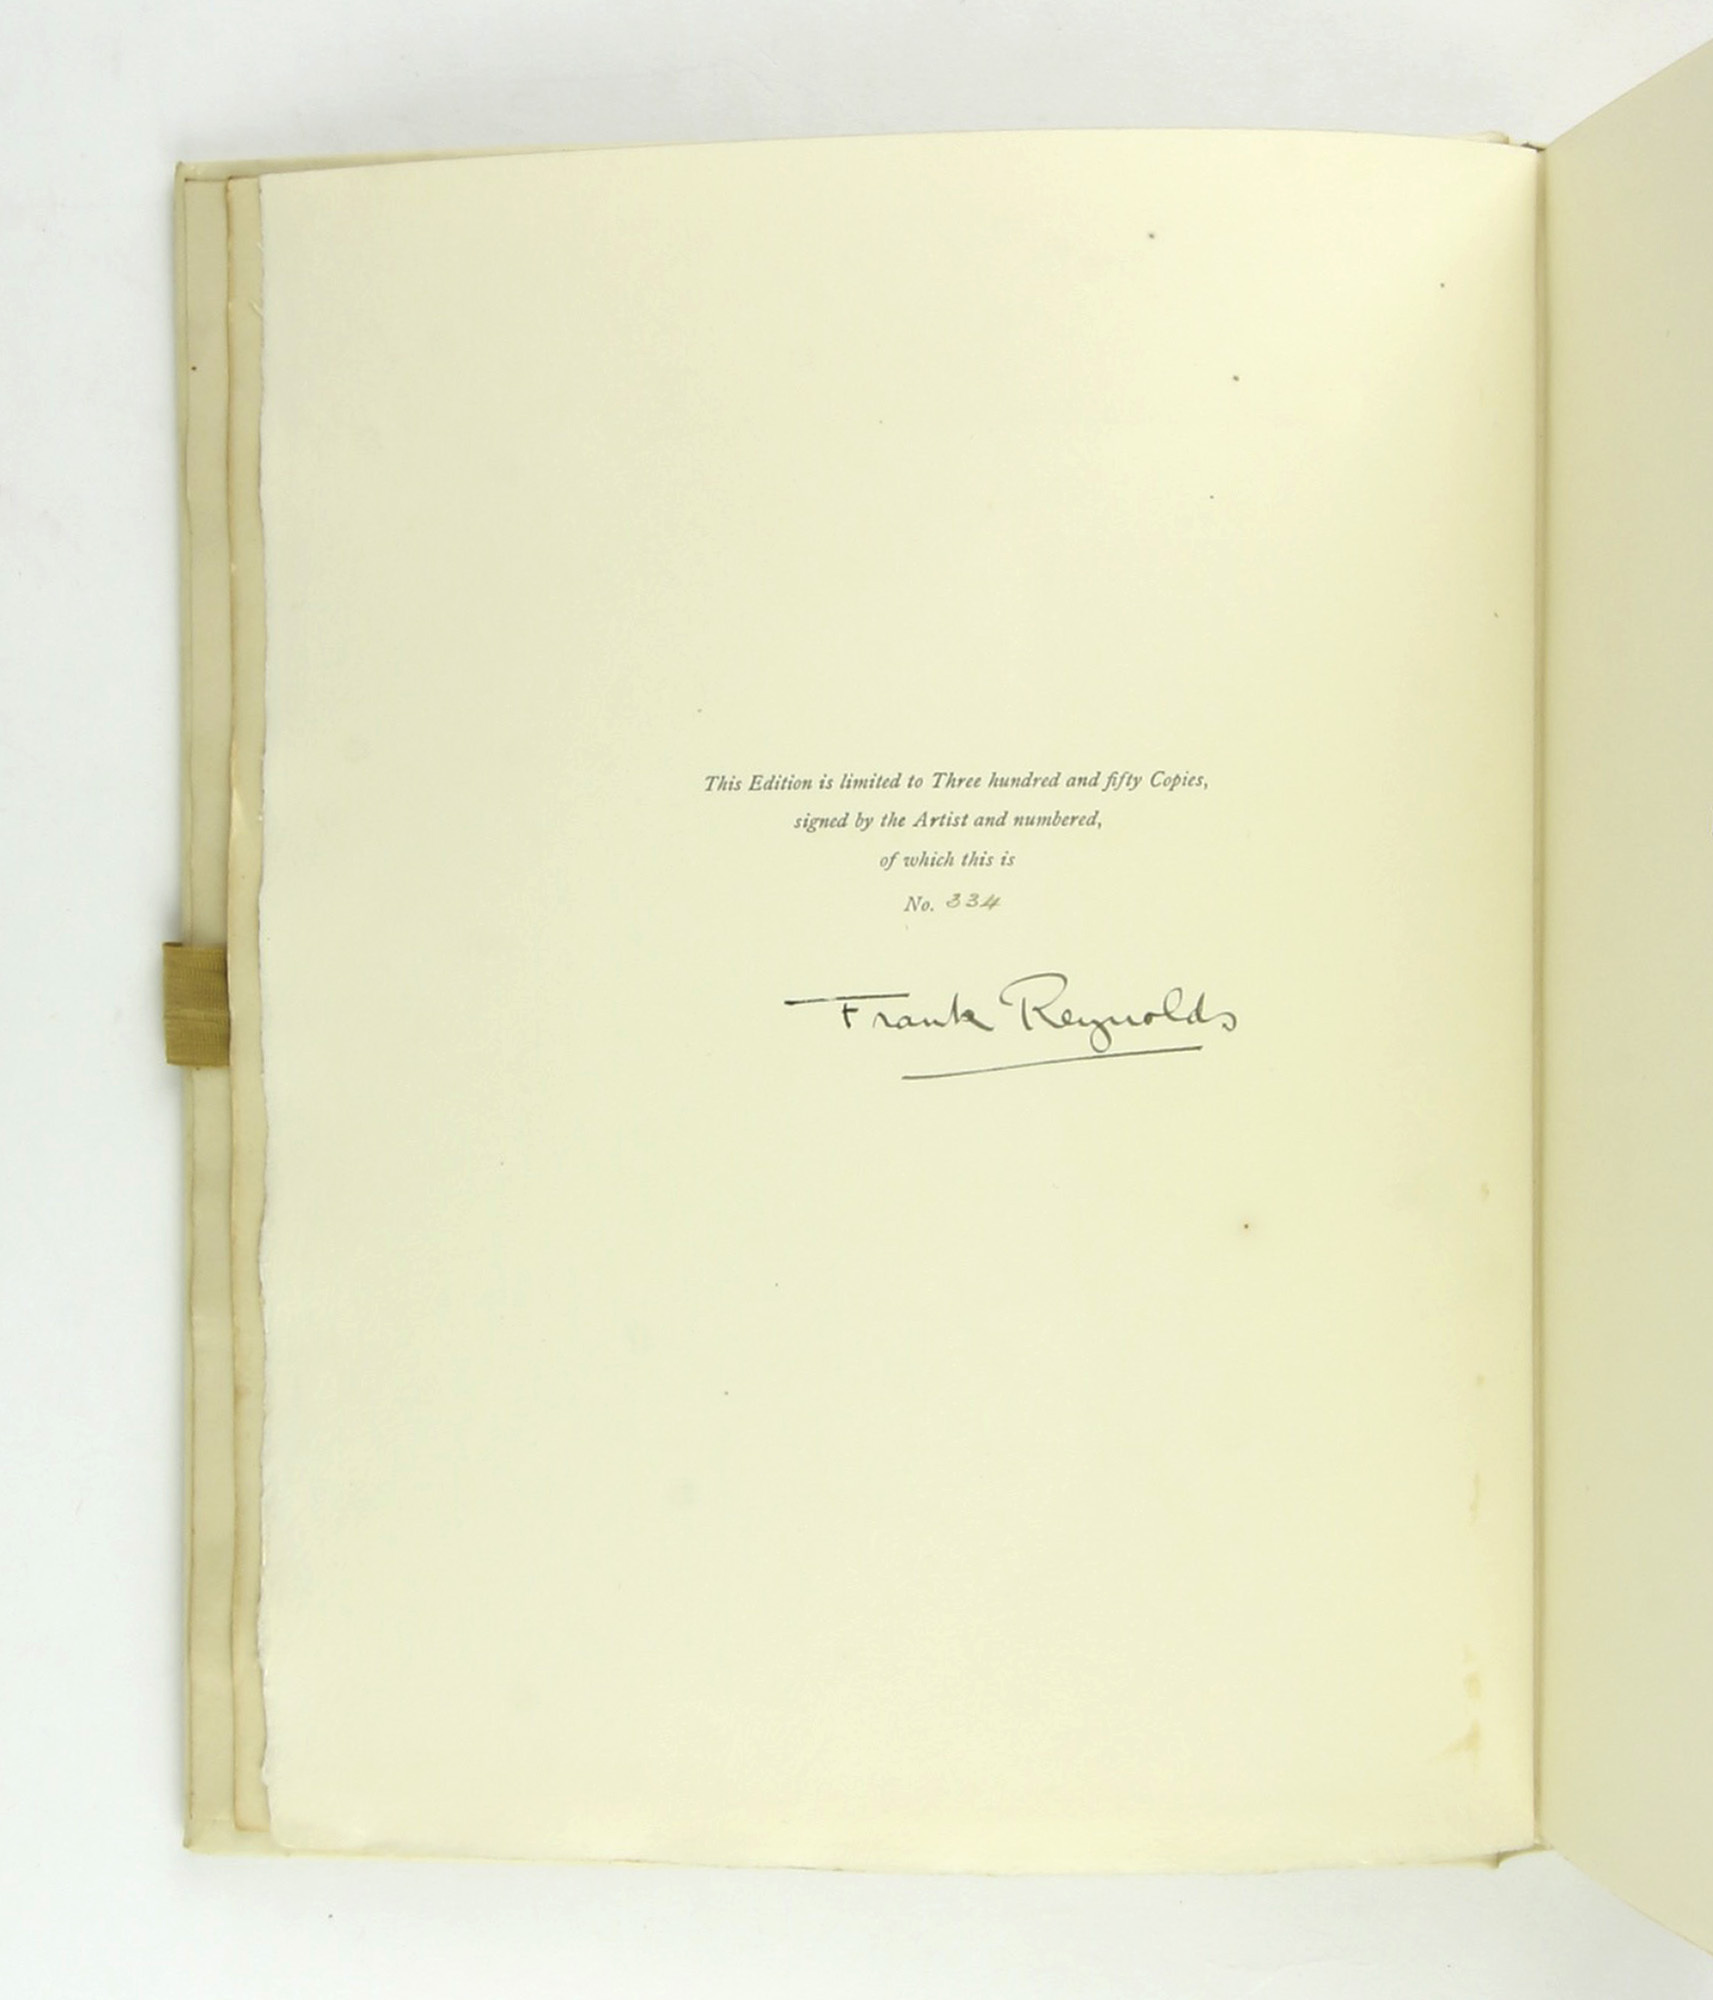 This Edition is limited to Three hundred and fifty Copies,
signed by the Artist and numbered,
of which this is
No. 334
Frank Reynolds